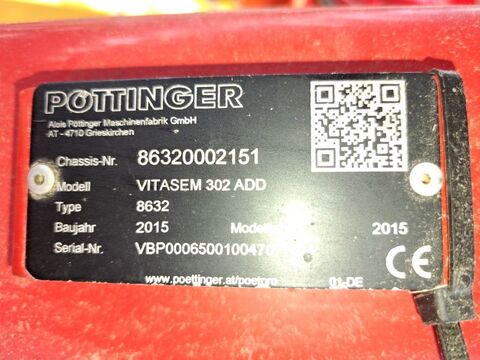 PÖTTINGER
Alois Pöttinger Maschinenfabrik GmbH
AT - 4710 Grieskirchen
Chassis-Nr. 86320002151
Modell VITASEM 302 ADD
Type 8632
Baujahr 2015 2015
Serial-Nr.
www.poettinger.at/poetpro 01-DE
CE